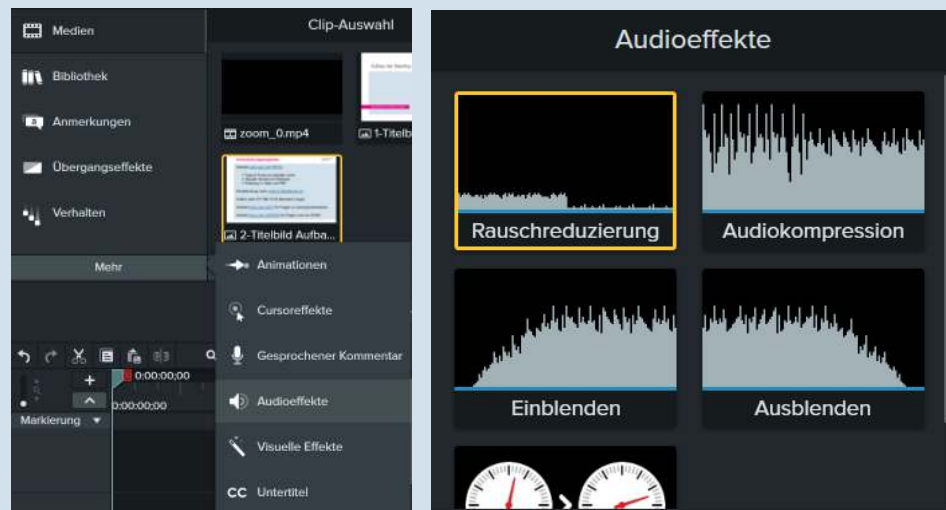 Medien
Bibliothek
Anmerkungen
a
Übergangseffekte
Verhalten
Mehr
Clip-Auswahl
zoom_0.mp4
1-Titelb
2-Titelbild Aufba...
Animationen
Cursoreffekte
Gesprochener Kommentar
Audioeffekte
Visuelle Effekte
CC Untertitel
0:00:00;00
0:00:00;00
Markierung
Audioeffekte
Rauschreduzierung
Audiokompression
Einblenden
Ausblenden